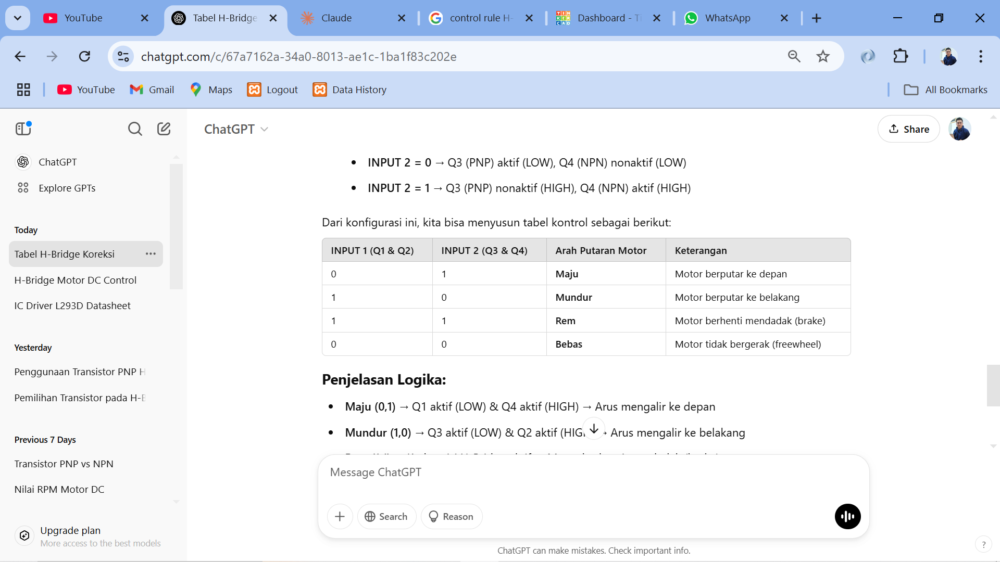 YouTube
Tabel H-Bridge
Claude
control rule H-
Dashboard - Ti
WhatsApp
chatgpt.com/c/67a7162a-34a0-8013-ae1c-1ba1f83c202e
YouTube
Gmail
Maps
Logout
Data History
All Bookmarks
ChatGPT
Share
ChatGPT
Explore GPTs
Today
Tabel H-Bridge Koreksi
H-Bridge Motor DC Control
IC Driver L293D Datasheet
Yesterday
Penggunaan Transistor PNP H
Pemilihan Transistor pada H-B
Previous 7 Days
Transistor PNP vs NPN
Nilai RPM Motor DC
Upgrade plan
More access to the best models
• INPUT 2 = 0 → Q3 (PNP) aktif (LOW), Q4 (NPN) nonaktif (LOW)
• INPUT 2 = 1 → Q3 (PNP) nonaktif (HIGH), Q4 (NPN) aktif (HIGH)
Dari konfigurasi ini, kita bisa menyusun tabel kontrol sebagai berikut:
INPUT 1 (Q1 & Q2) INPUT 2 (Q3 & Q4) Arah Putaran Motor Keterangan
0 1 Maju Motor berputar ke depan
1 0 Mundur Motor berputar ke belakang
1 1 Rem Motor berhenti mendadak (brake)
0 0 Bebas Motor tidak bergerak (freewheel)
Penjelasan Logika:
• Maju (0,1) → Q1 aktif (LOW) & Q4 aktif (HIGH) → Arus mengalir ke depan
• Mundur (1,0) → Q3 aktif (LOW) & Q2 aktif (HIG Arus mengalir ke belakang
Message ChatGPT
Search
Reason
ChatGPT can make mistakes. Check important info.
?